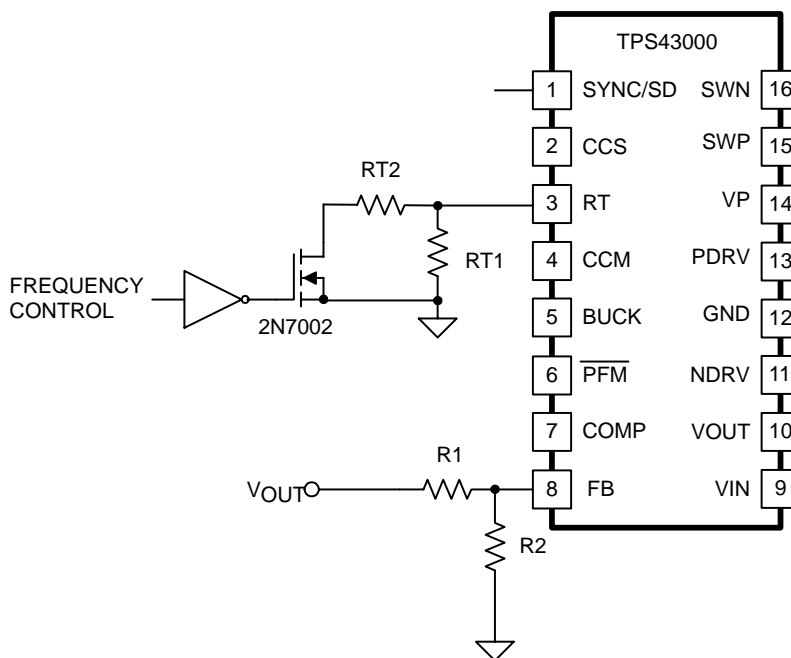 TPS43000
1 SYNC/SD SWN 16
2 CCS SWP 15
RT2
3 RT VP 14
RT1
4 CCM PDRV 13
FREQUENCY
CONTROL
2N7002
5 BUCK GND 12
6 PFM NDRV 11
7 COMP VOUT 10
R1
VOUT
8 FB VIN 9
R2